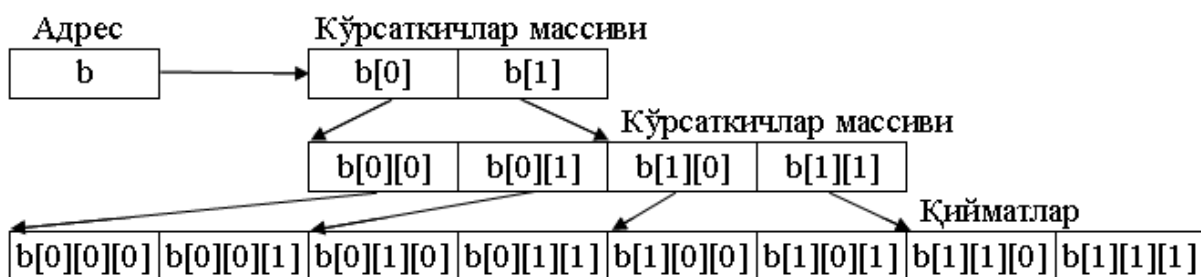 Адрес Кўрсаткичлар массиви
b b[0] b[1]
Кўрсаткичлар массиви
b[0][0] b[0][1] b[1][0] b[1][1]
Қийматлар
b[0][0][0] b[0][0][1] b[0][1][0] b[0][1][1] b[1][0][0] b[1][0][1] b[1][1][0] b[1][1][1]